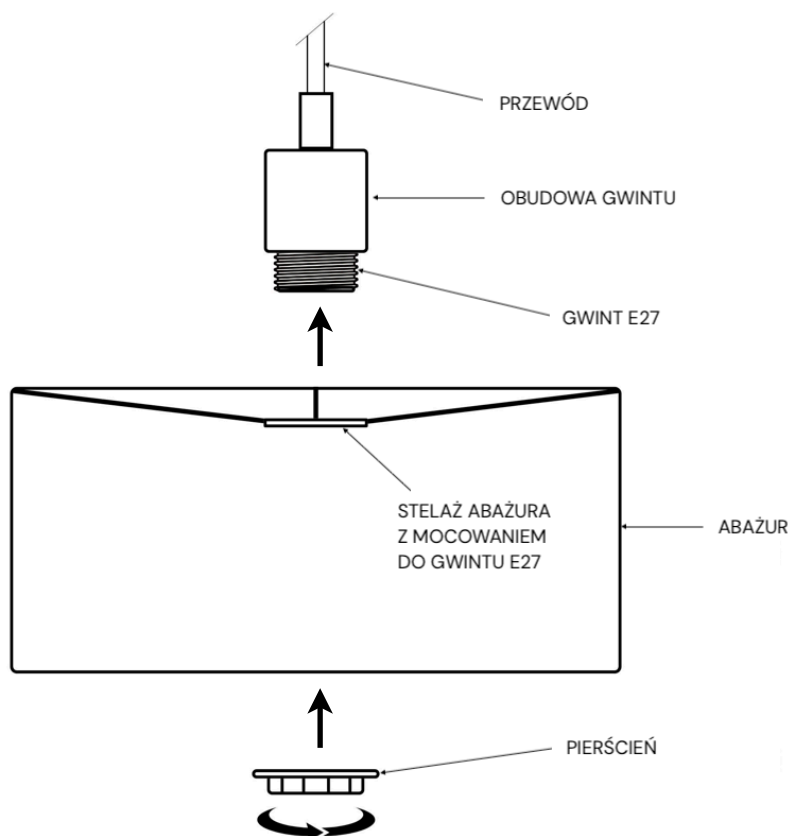 PRZEWÓD
OBUDOWA GWINTU
GWINT E27
STELAŻ ABAŻURA
Z MOCOWANIEM
DO GWINTU E27
ABAŻUR
PIERŚCIEŃ